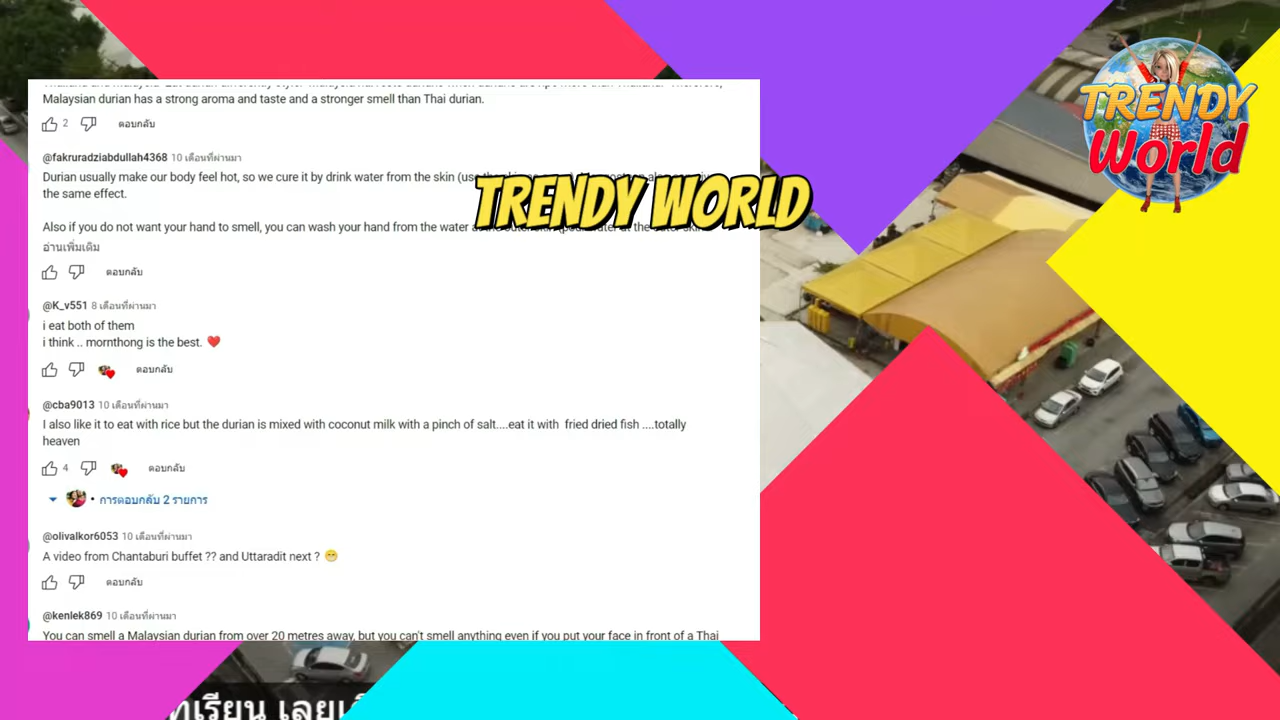 Malaysian durian has a strong aroma and taste and a stronger smell than Thai durian.
2 ตอบกลับ
@fakruradziabdullah4368 10 เดือนที่ผ่านมา
Durian usually make our body feel hot, so we cure it by drink water from the skin
the same effect.
Also if you do not want your hand to smell, you can wash your hand from the water
อ่านเพิ่มเติม
ตอบกลับ
@K_v551 8 เดือนที่ผ่านมา
i eat both of them
i think .. mornthong is the best. ❤️
ตอบกลับ
@cba9013 10 เดือนที่ผ่านมา
I also like it to eat with rice but the durian is mixed with coconut milk with a pinch of salt....eat it with fried dried fish ....totally
heaven
4 ตอบกลับ
• การตอบกลับ 2 รายการ
@olivalkor6053 10 เดือนที่ผ่านมา
A video from Chantaburi buffet ?? and Uttaradit next ? 😁
ตอบกลับ
@kenlek869 10 เดือนที่ผ่านมา
You can smell a Malaysian durian from over 20 metres away, but you can't smell anything even if you put your face in front of a Thai
TRENDY WORLD
TRENDY
World